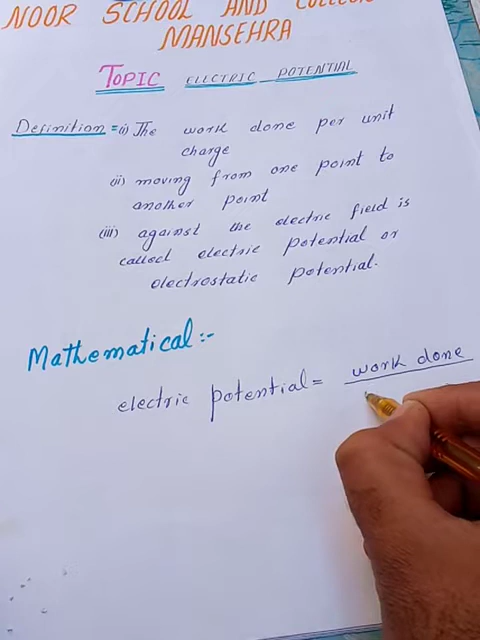 NOOR SCHOOL AND COLLEGE
MANSEHRA
TOPIC ELECTRIC POTENTIAL
Definition =(i) The work done per unit
charge
(ii) moving from one point to
another point
(iii) against the electric field is
called electric potential or
electrostatic potential.
Mathematical:-
electric potential = work done